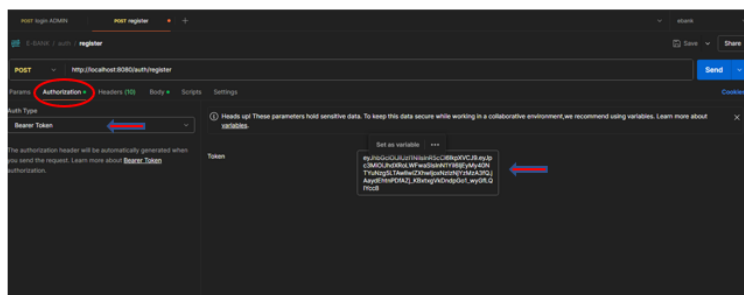 POST login ADMIN
POST register
+
ebank
E-BANK / auth / register
Save
Share
POST
http://localhost:8080/auth/register
Send
Params
Authorization
Headers (10)
Body
Scripts
Settings
Cookies
Auth Type
Bearer Token
The authorization header will be automatically generated when
you send the request. Learn more about Bearer Token
authorization.
Heads up! These parameters hold sensitive data. To keep this data secure while working in a collaborative environment, we recommend using variables. Learn more about
variables.
Set as variable
Token